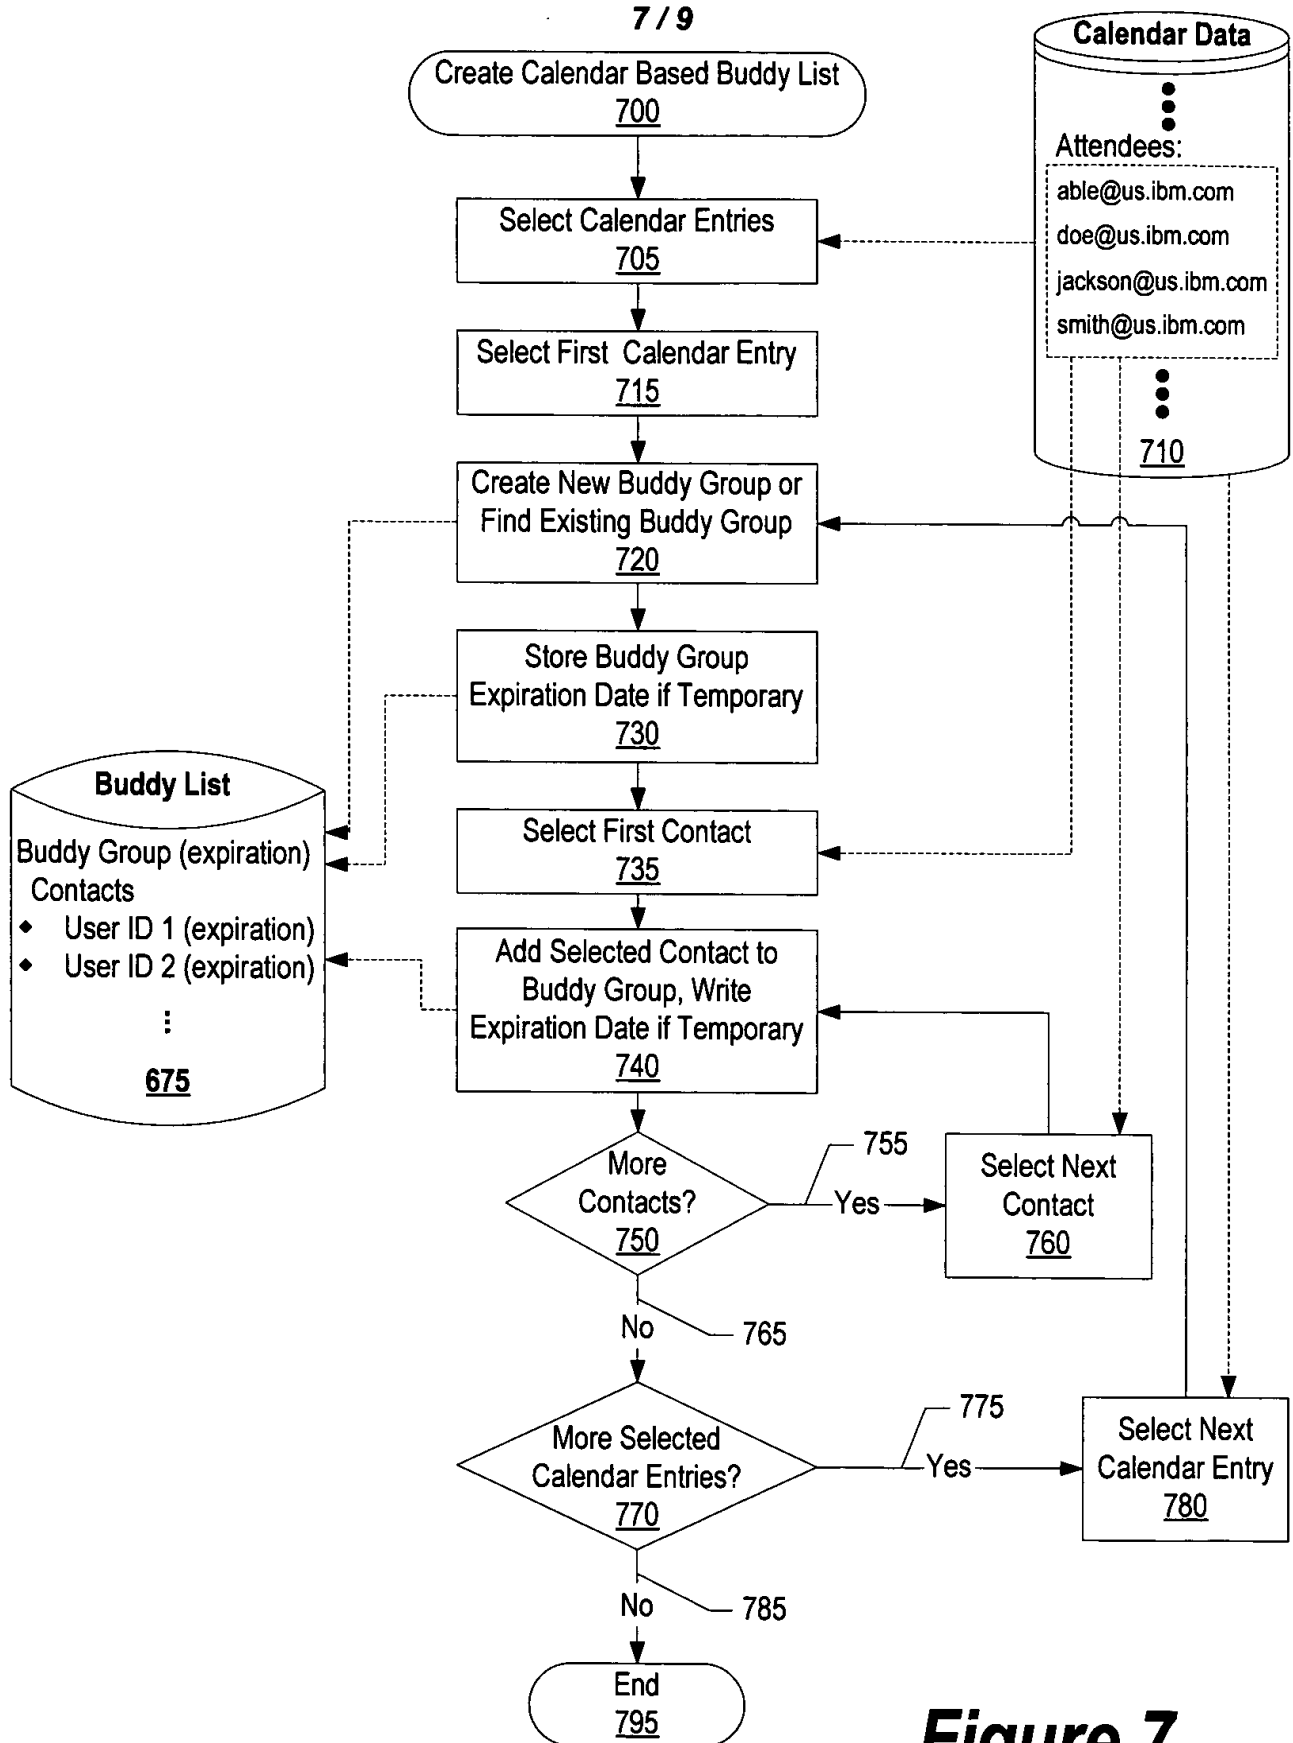 7 / 9
Create Calendar Based Buddy List
700
Calendar Data
Attendees:
able@us.ibm.com
doe@us.ibm.com
jackson@us.ibm.com
smith@us.ibm.com
710
Select Calendar Entries
705
Select First Calendar Entry
715
Create New Buddy Group or
Find Existing Buddy Group
720
Store Buddy Group
Expiration Date if Temporary
730
Buddy List
Buddy Group (expiration)
Contacts
◆ User ID 1 (expiration)
◆ User ID 2 (expiration)
675
Select First Contact
735
Add Selected Contact to
Buddy Group, Write
Expiration Date if Temporary
740
More
Contacts?
750
755
Yes
Select Next
Contact
760
No
765
More Selected
Calendar Entries?
770
775
Yes
Select Next
Calendar Entry
780
No
785
End
795
Figure 7